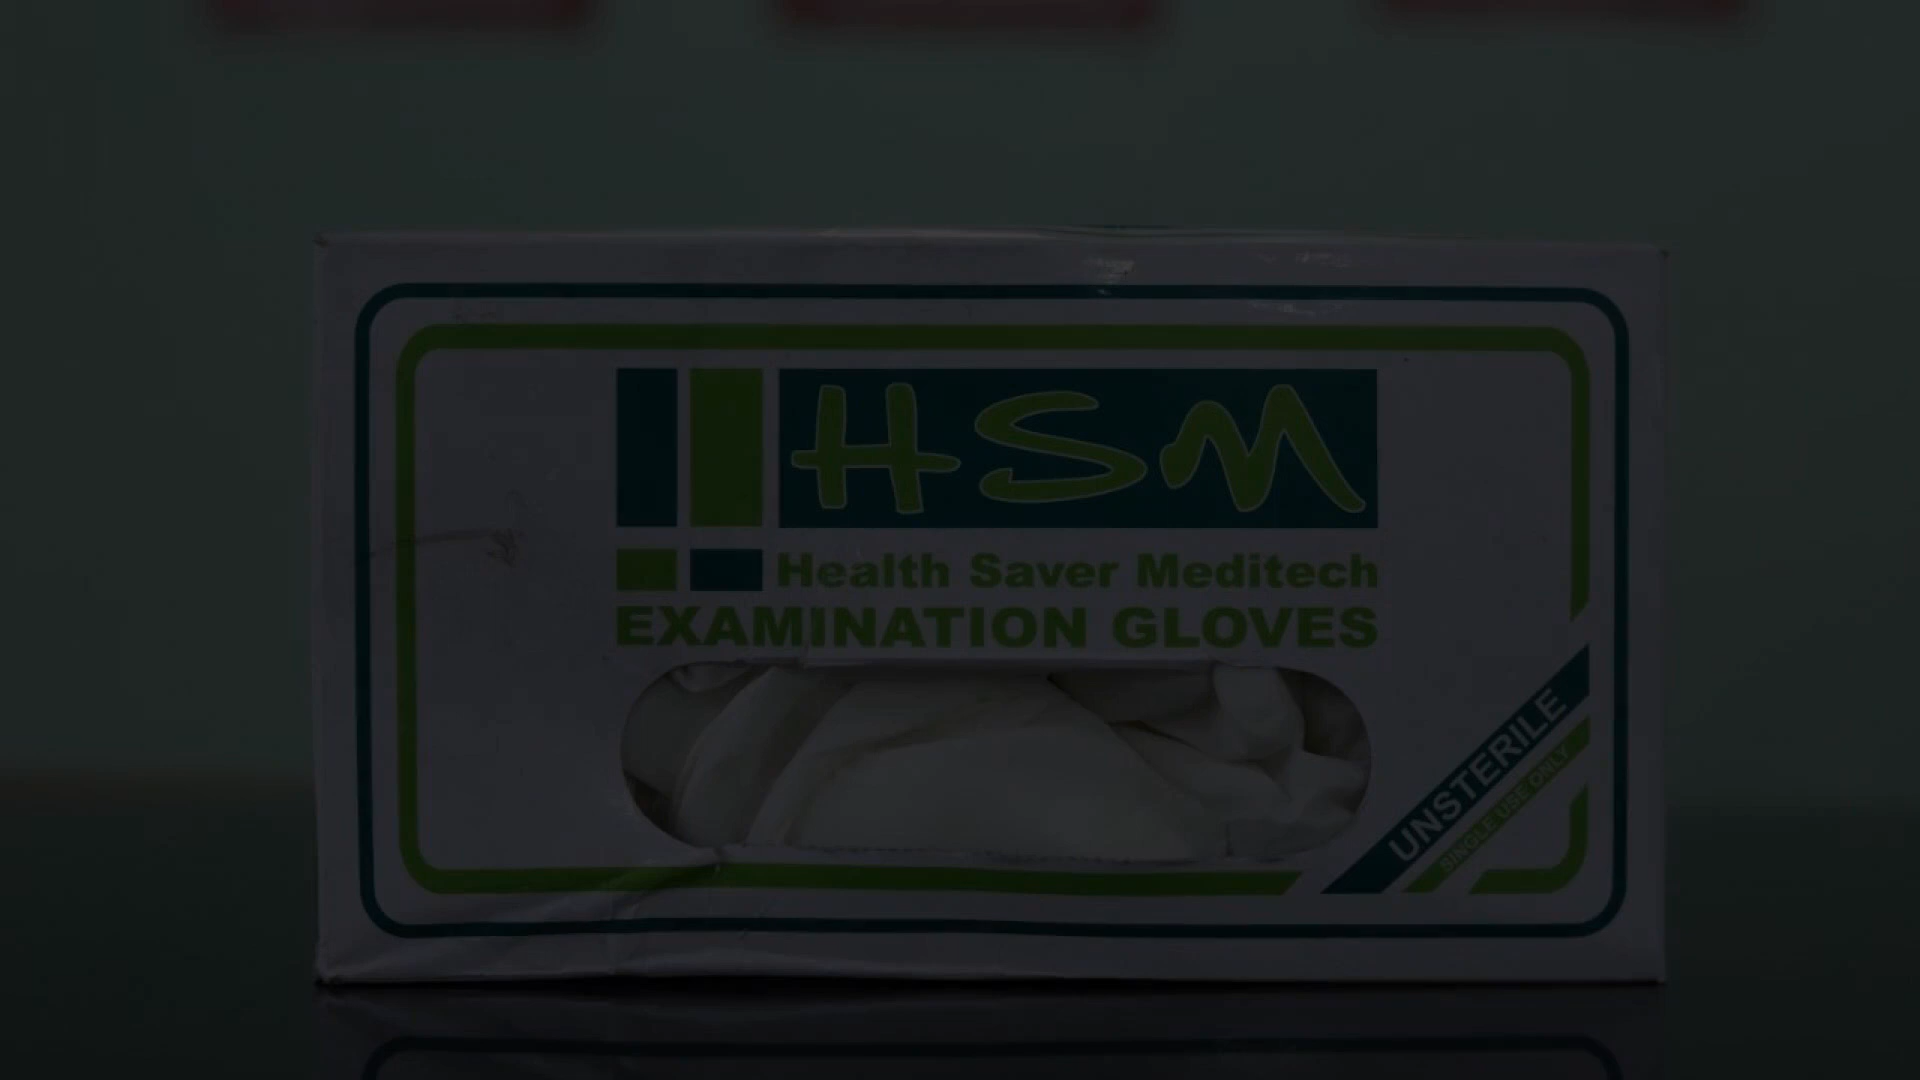 HSM
Health Saver Meditech
EXAMINATION GLOVES
UNSTERILE
SINGLE USE ONLY